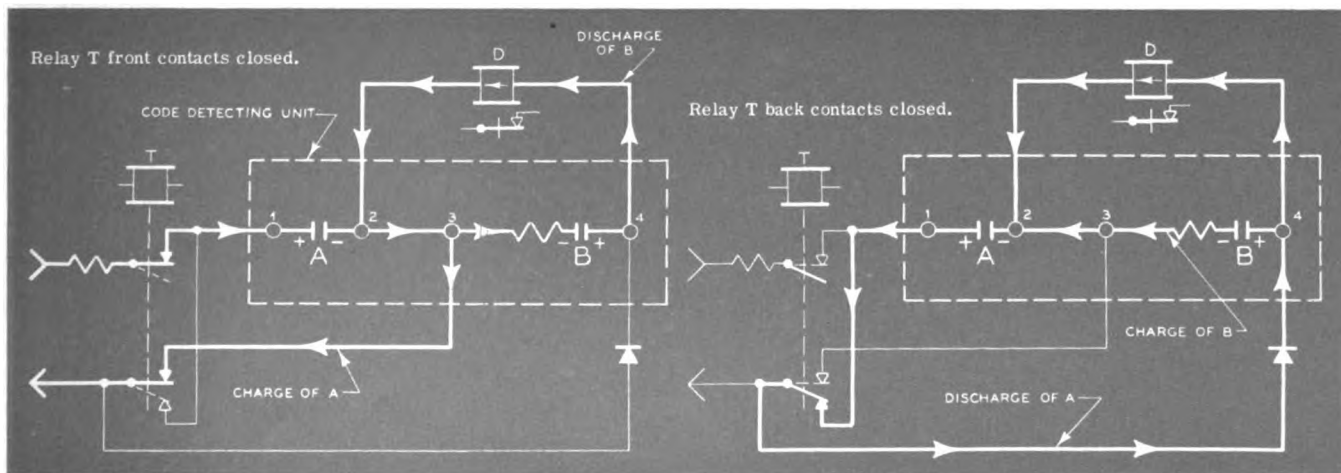 Relay T front contacts closed.
DISCHARGE
OF B
D
CODE DETECTING UNIT
T
1
2
3
4
+
-
A
-
+
B
CHARGE OF A
Relay T back contacts closed.
D
T
1
2
3
4
+
-
A
-
+
B
CHARGE OF B
DISCHARGE OF A